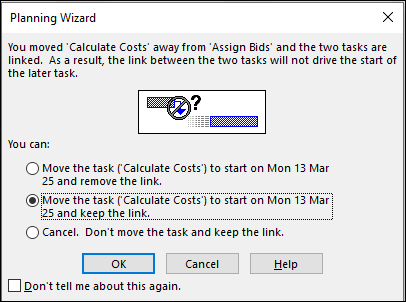 Planning Wizard
You moved 'Calculate Costs' away from 'Assign Bids' and the two tasks are
linked. As a result, the link between the two tasks will not drive the start of
the later task.
?
You can:
Move the task ('Calculate Costs') to start on Mon 13 Mar
25 and remove the link.
Move the task ('Calculate Costs') to start on Mon 13 Mar
25 and keep the link.
Cancel. Don't move the task and keep the link.
OK Cancel Help
Don't tell me about this again.